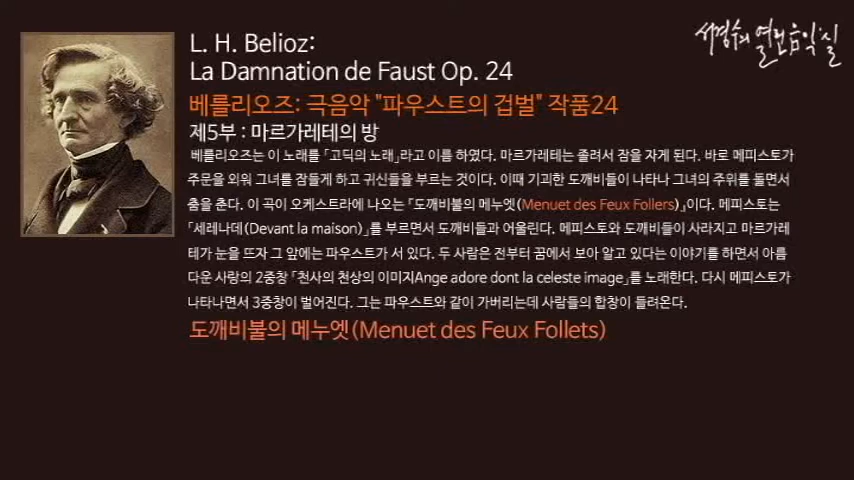 서경수의 열린음악실
L. H. Belioz:
La Damnation de Faust Op. 24
베를리오즈: 극음악 "파우스트의 겁벌" 작품24
제5부 : 마르가레테의 방
베를리오즈는 이 노래를 「고딕의 노래」라고 이름 하였다. 마르가레테는 졸려서 잠을 자게 된다. 바로 메피스토가
주문을 외워 그녀를 잠들게 하고 귀신들을 부르는 것이다. 이때 기괴한 도깨비들이 나타나 그녀의 주위를 돌면서
춤을 춘다. 이 곡이 오케스트라에 나오는 「도깨비불의 메누엣(Menuet des Feux Follers)」이다. 메피스토는
「세레나데(Devant la maison)」를 부르면서 도깨비들과 어울린다. 메피스토와 도깨비들이 사라지고 마르가레
테가 눈을 뜨자 그 앞에는 파우스트가 서 있다. 두 사람은 전부터 꿈에서 보아 알고 있다는 이야기를 하면서 아름
다운 사랑의 2중창 「천사의 천상의 이미지Ange adore dont la celeste image」를 노래한다. 다시 메피스토가
나타나면서 3중창이 벌어진다. 그는 파우스트와 같이 가버리는데 사람들의 합창이 들려온다.
도깨비불의 메누엣(Menuet des Feux Follets)